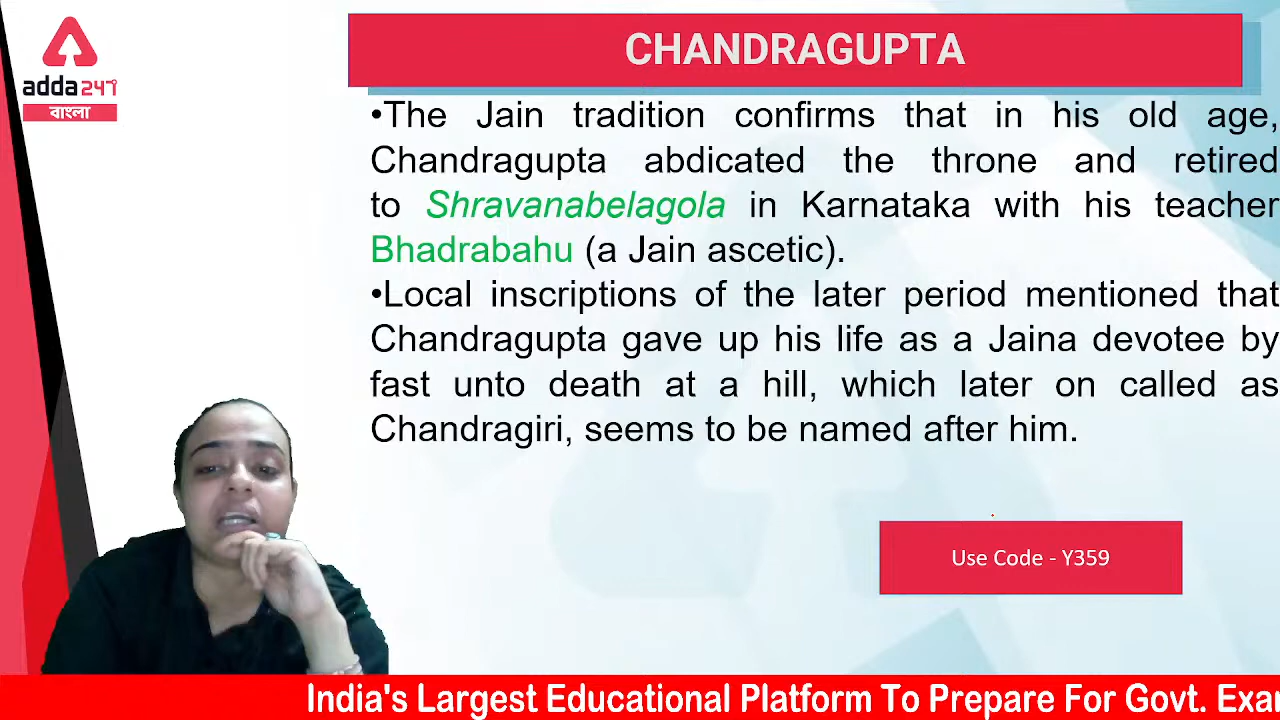 CHANDRAGUPTA
adda247
বাংলা
•The Jain tradition confirms that in his old age,
Chandragupta abdicated the throne and retired
to Shravanabelagola in Karnataka with his teacher
Bhadrabahu (a Jain ascetic).
•Local inscriptions of the later period mentioned that
Chandragupta gave up his life as a Jaina devotee by
fast unto death at a hill, which later on called as
Chandragiri, seems to be named after him.
Use Code - Y359
India's Largest Educational Platform To Prepare For Govt. Exa